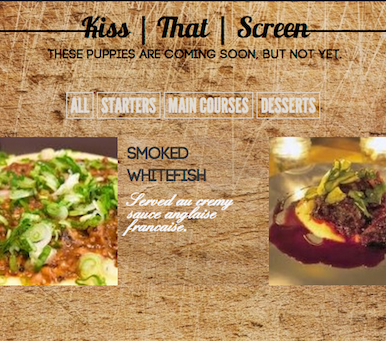 Kiss | That | Screen
THESE PUPPIES ARE COMING SOON, BUT NOT YET.
ALL STARTERS MAIN COURSES DESSERTS
SMOKED
WHITEFISH
Served au cremy
sauce anglaise
francaise.